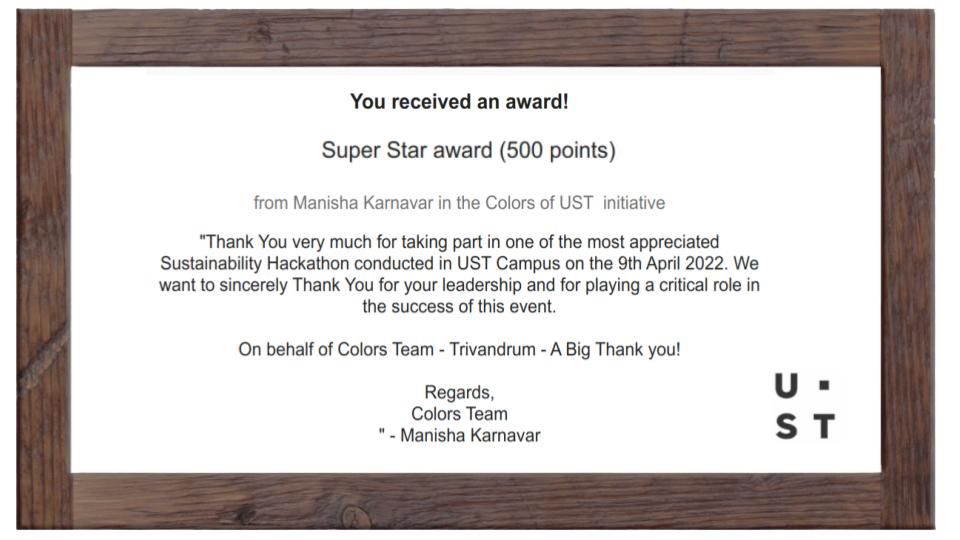 You received an award!
Super Star award (500 points)
from Manisha Karnavar in the Colors of UST initiative
"Thank You very much for taking part in one of the most appreciated
Sustainability Hackathon conducted in UST Campus on the 9th April 2022. We
want to sincerely Thank You for your leadership and for playing a critical role in
the success of this event.
On behalf of Colors Team - Trivandrum - A Big Thank you!
Regards,
Colors Team
" - Manisha Karnavar
U ▪
S T